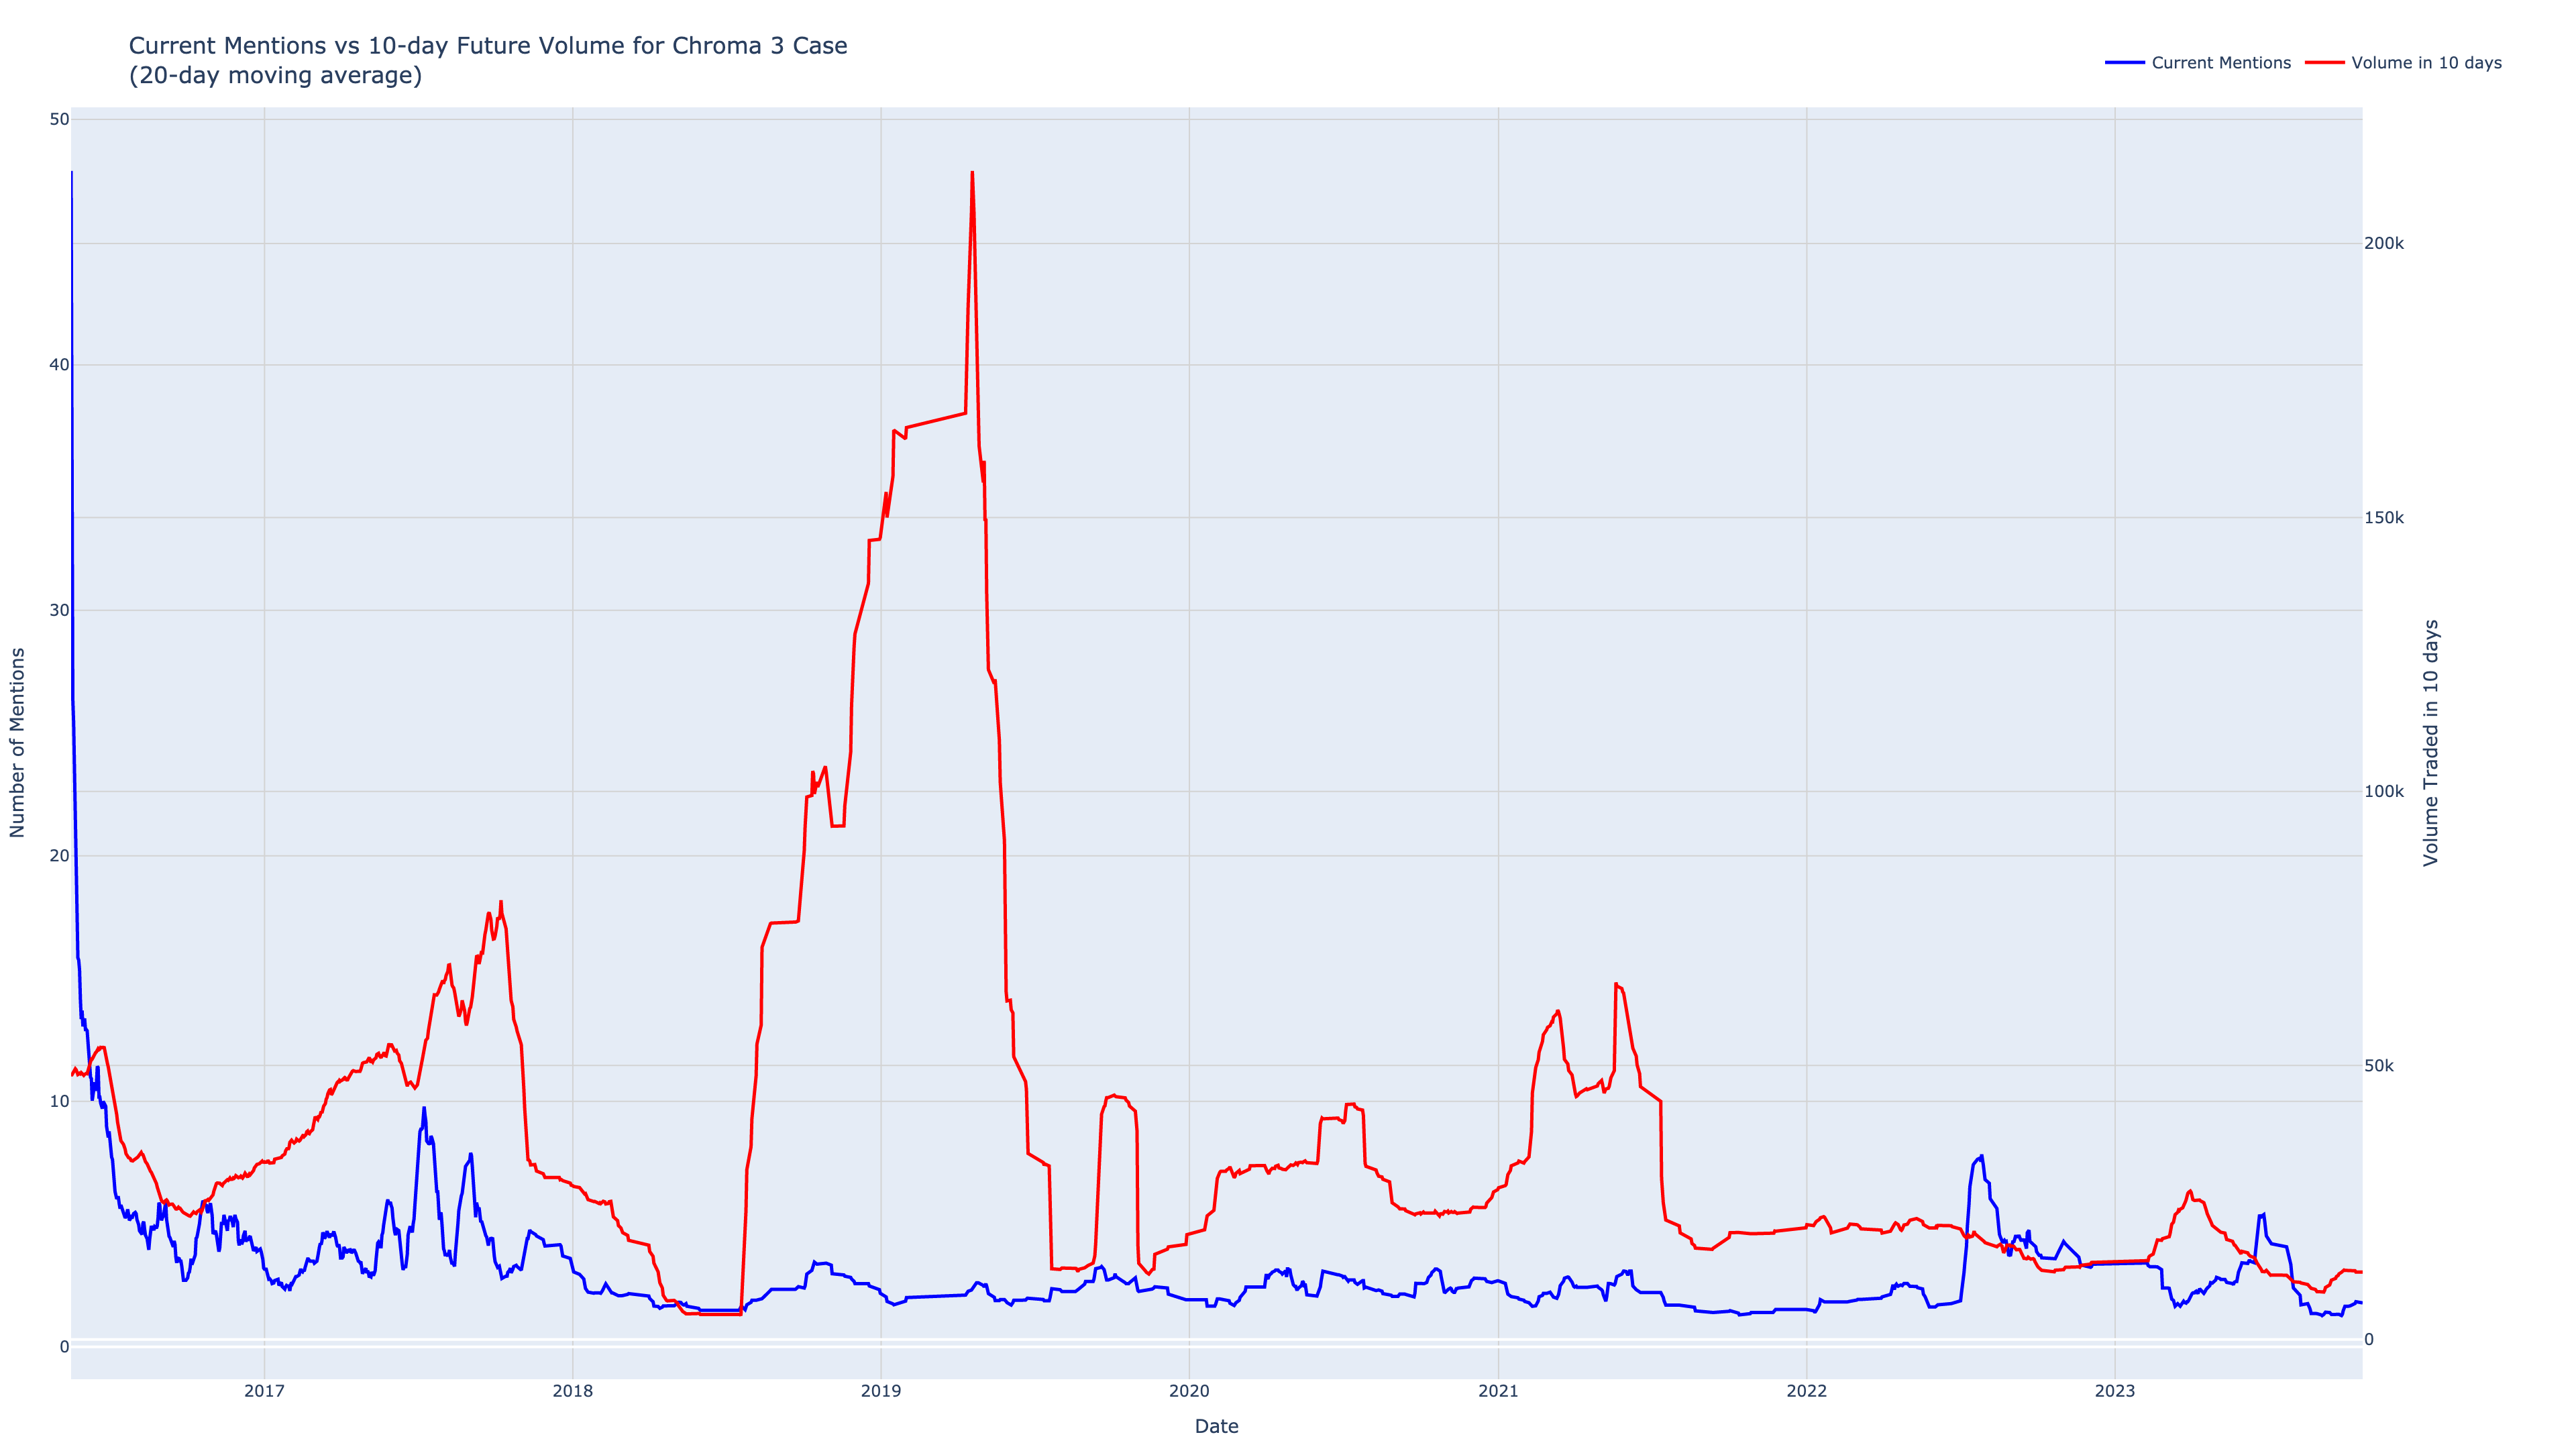 Current Mentions vs 10-day Future Volume for Chroma 3 Case
(20-day moving average)
Current Mentions
Volume in 10 days
50
40
30
20
10
0
Number of Mentions
200k
150k
100k
50k
0
Volume Traded in 10 days
2017
2018
2019
2020
2021
2022
2023
Date